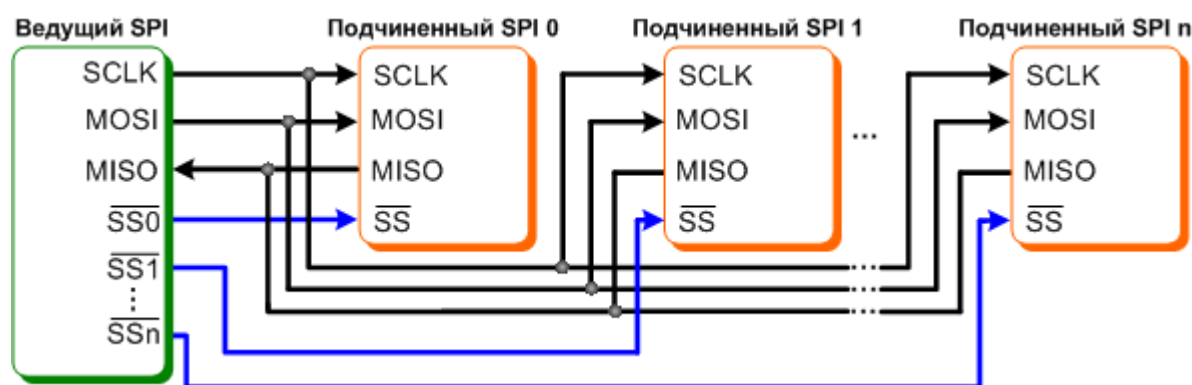 Ведущий SPI
SCLK
MOSI
MISO
SS0
SS1
SSn
Подчиненный SPI 0
SCLK
MOSI
MISO
SS
Подчиненный SPI 1
SCLK
MOSI
MISO
SS
...
Подчиненный SPI n
SCLK
MOSI
MISO
SS